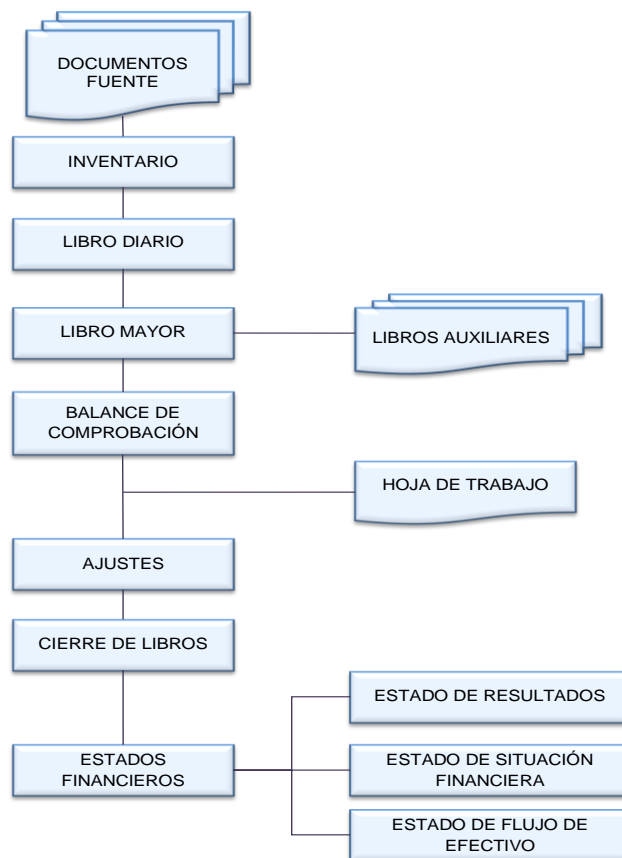 DOCUMENTOS
FUENTE
INVENTARIO
LIBRO DIARIO
LIBRO MAYOR
LIBROS AUXILIARES
BALANCE DE
COMPROBACIÓN
HOJA DE TRABAJO
AJUSTES
CIERRE DE LIBROS
ESTADOS
FINANCIEROS
ESTADO DE RESULTADOS
ESTADO DE SITUACIÓN
FINANCIERA
ESTADO DE FLUJO DE
EFECTIVO